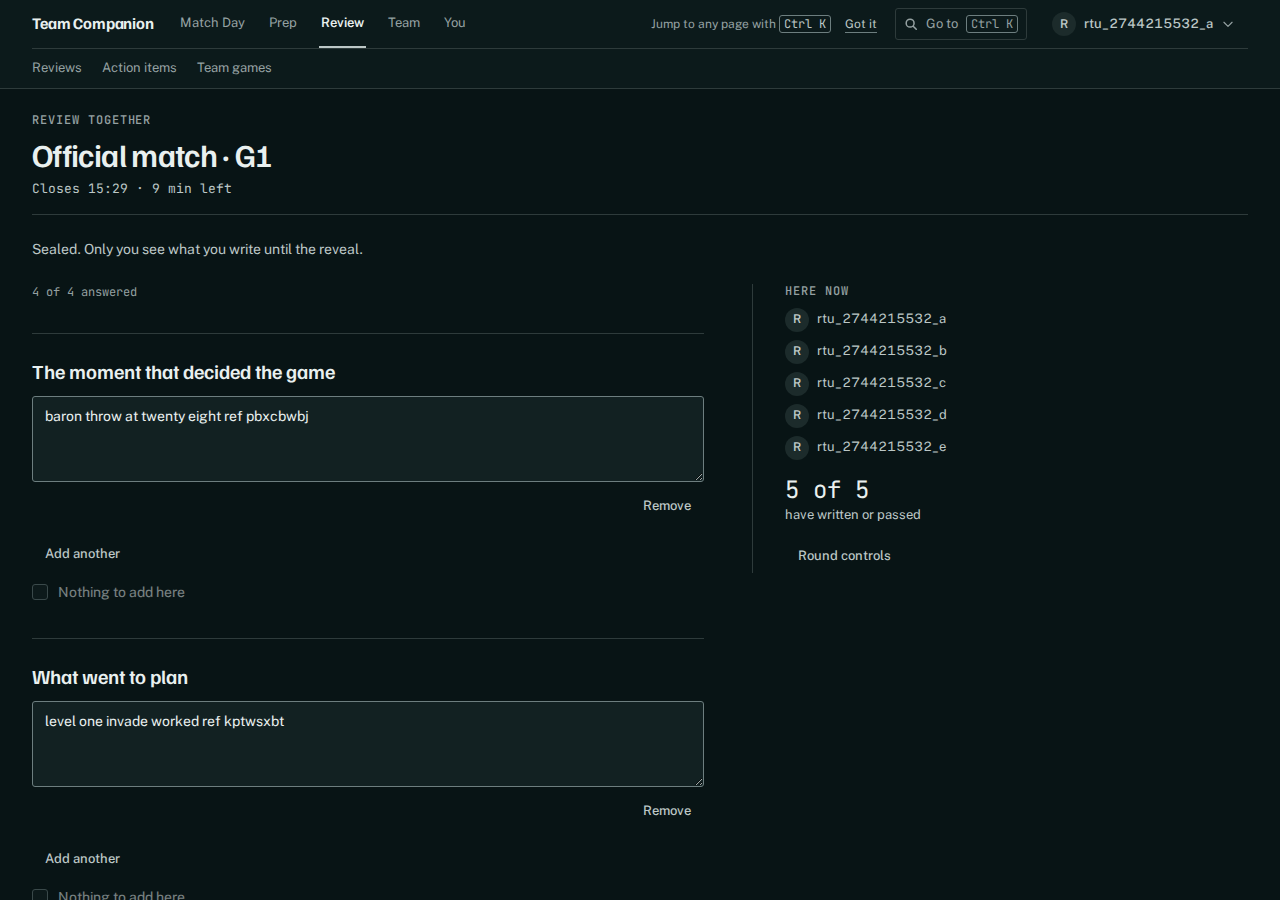 Team Companion Match Day Prep Review Team You Jump to any page with Ctrl K Got it Go to Ctrl K R rtu_2744215532_a
Reviews Action items Team games
REVIEW TOGETHER
Official match · G1
Closes 15:29 · 9 min left
Sealed. Only you see what you write until the reveal.
4 of 4 answered
The moment that decided the game
baron throw at twenty eight ref pbxcbwbj
Remove
Add another
Nothing to add here
What went to plan
level one invade worked ref kptwsxbt
Remove
Add another
Nothing to add here
HERE NOW
R rtu_2744215532_a
R rtu_2744215532_b
R rtu_2744215532_c
R rtu_2744215532_d
R rtu_2744215532_e
5 of 5
have written or passed
Round controls